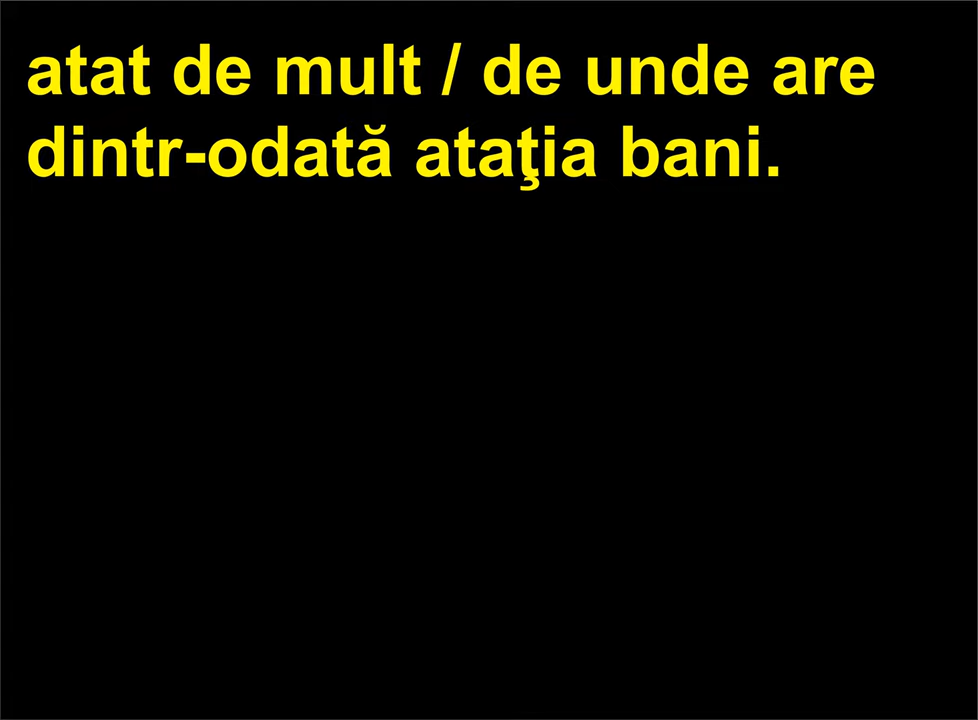 atat de mult / de unde are
dintr-odată ataţia bani.